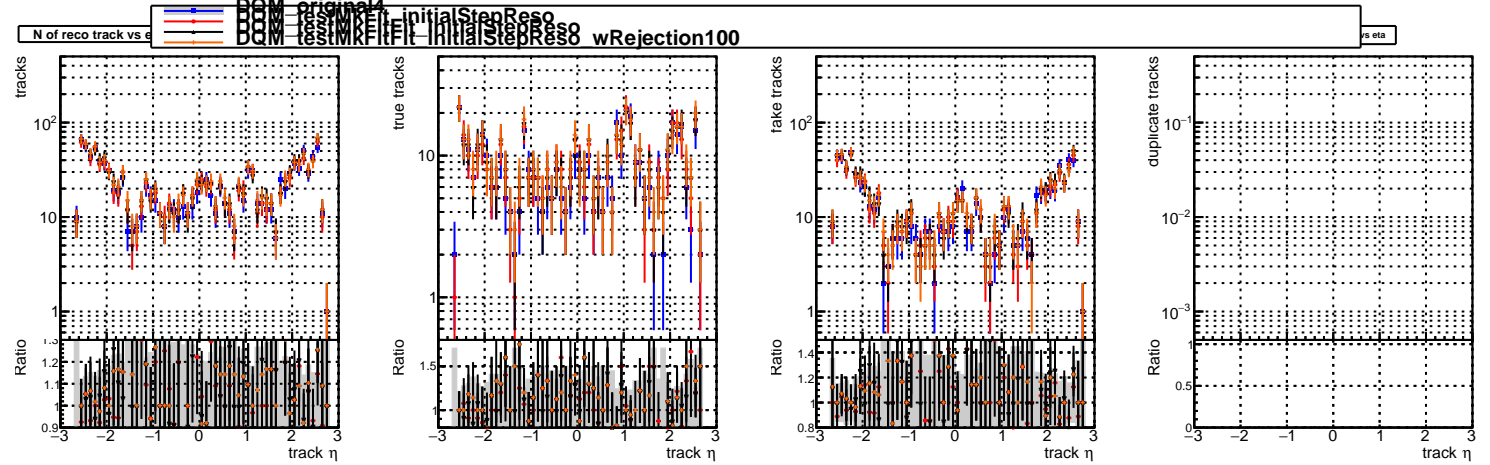 DQM_original4
DQM_testMkFit_initialStepReso
DQM_testMkFitFit_initialStepReso
DQM_testMkFitFit_initialStepReso_wRejection100
N of reco track vs e
vs eta
tracks
10²
10
1
Ratio
1.3
1.2
1.1
1
0.9
−3 −2 −1 0 1 2 3
track η
true tracks
10
1
Ratio
1.5
1
−3 −2 −1 0 1 2 3
track η
fake tracks
10²
10
1
Ratio
1.4
1.2
1
0.8
−3 −2 −1 0 1 2 3
track η
duplicate tracks
10⁻¹
10⁻²
10⁻³
Ratio
1
0.5
0
−3 −2 −1 0 1 2 3
track η